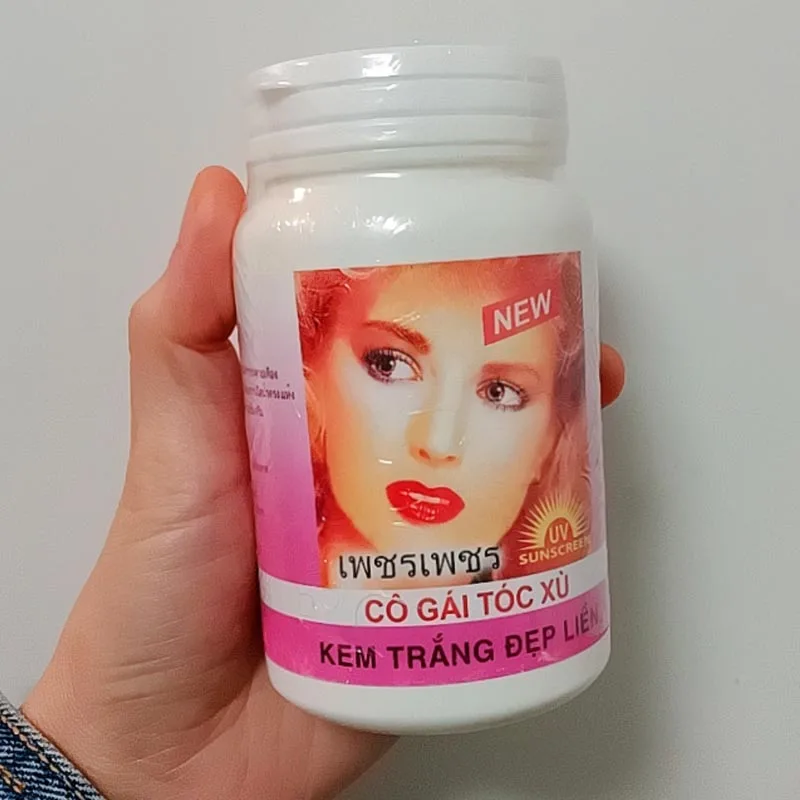 NEW
UV
SUNSCREEN
เพชรเพชร
CÔ GÁI TÓC XÙ
KEM TRẮNG ĐẸP LIỀN